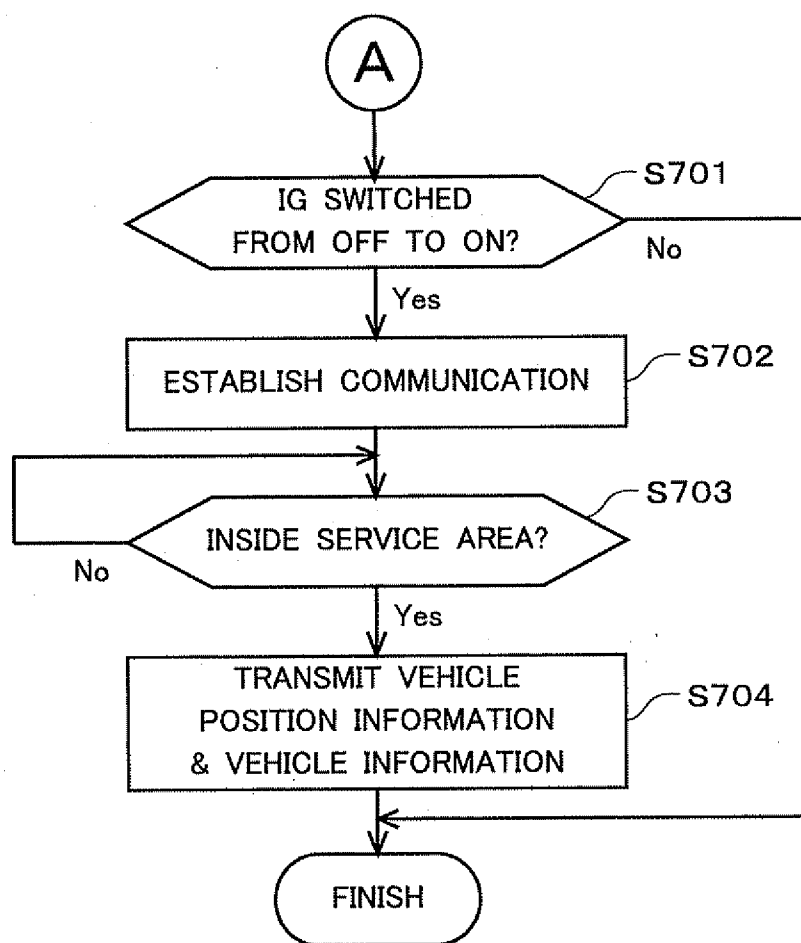 A
IG SWITCHED
FROM OFF TO ON?
S701
No
Yes
ESTABLISH COMMUNICATION
S702
INSIDE SERVICE AREA?
S703
No
Yes
TRANSMIT VEHICLE
POSITION INFORMATION
& VEHICLE INFORMATION
S704
FINISH